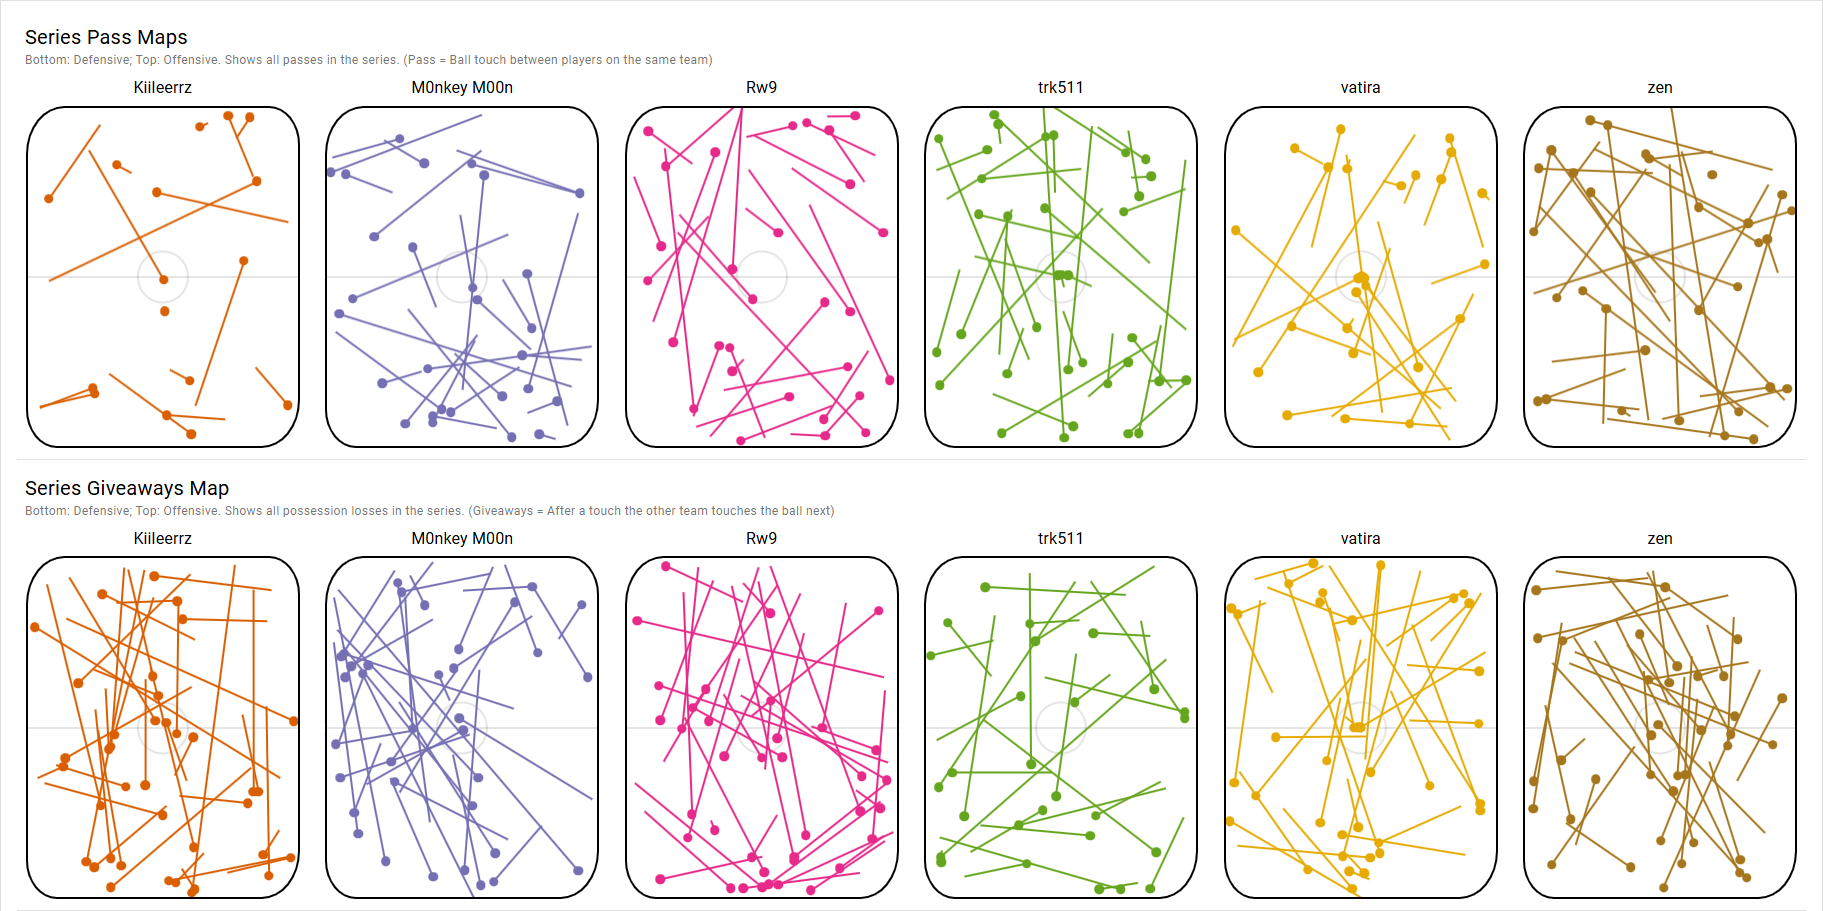 Series Pass Maps
Bottom: Defensive; Top: Offensive. Shows all passes in the series. (Pass = Ball touch between players on the same team)
Kiileerrz M0nkey M00n Rw9 trk511 vatira zen
Series Giveaways Map
Bottom: Defensive; Top: Offensive. Shows all possession losses in the series. (Giveaways = After a touch the other team touches the ball next)
Kiileerrz M0nkey M00n Rw9 trk511 vatira zen